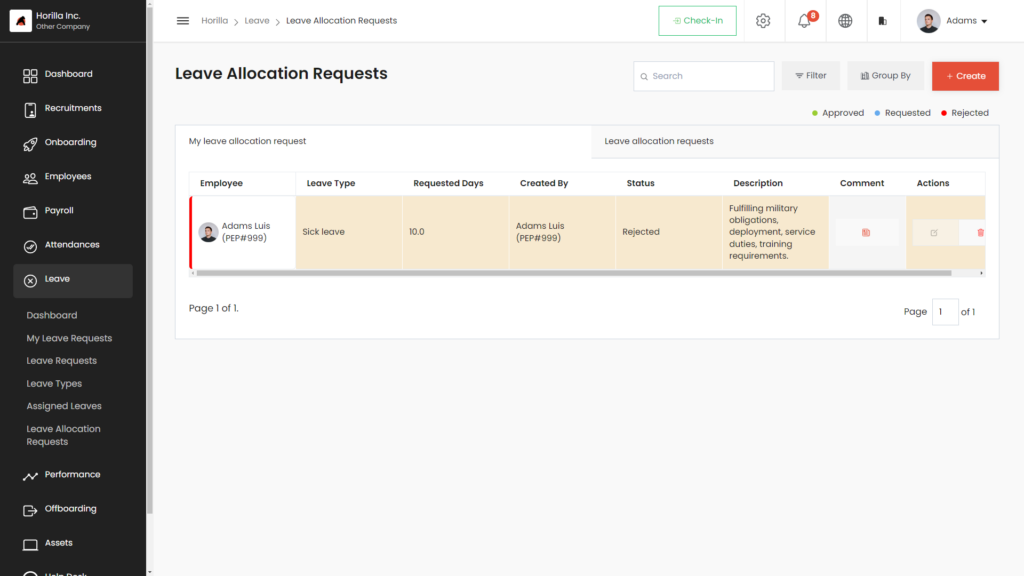 Horilla Inc.
Other Company
Dashboard
Recruitments
Onboarding
Employees
Payroll
Attendances
Leave
Dashboard
My Leave Requests
Leave Requests
Leave Types
Assigned Leaves
Leave Allocation
Requests
Performance
Offboarding
Assets
Help Desk
Horilla > Leave > Leave Allocation Requests
Check-In
8
Adams
Leave Allocation Requests
Search
Filter
Group By
+ Create
Approved
Requested
Rejected
My leave allocation request
Leave allocation requests
Employee Leave Type Requested Days Created By Status Description Comment Actions
Adams Luis
(PEP#999)
Sick leave
10.0
Adams Luis
(PEP#999)
Rejected
Fulfilling military
obligations,
deployment, service
duties, training
requirements.
Page 1 of 1.
Page 1 of 1